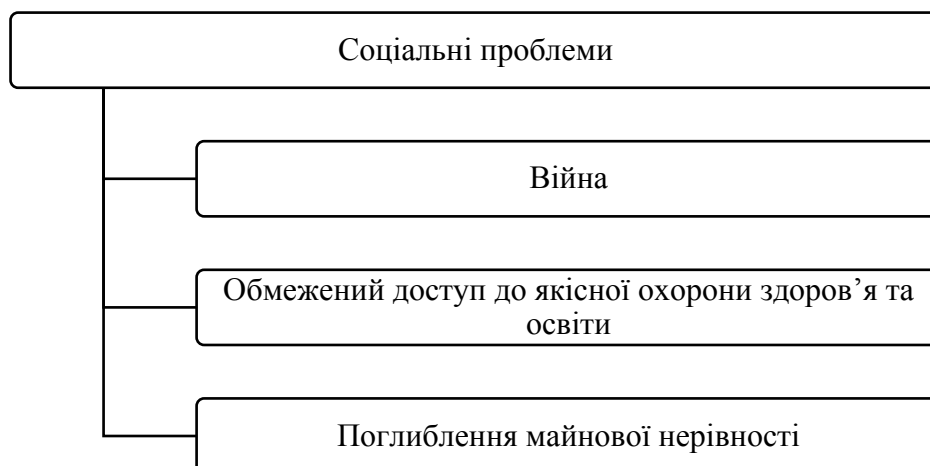 Соціальні проблеми
Війна
Обмежений доступ до якісної охорони здоров’я та
освіти
Поглиблення майнової нерівності